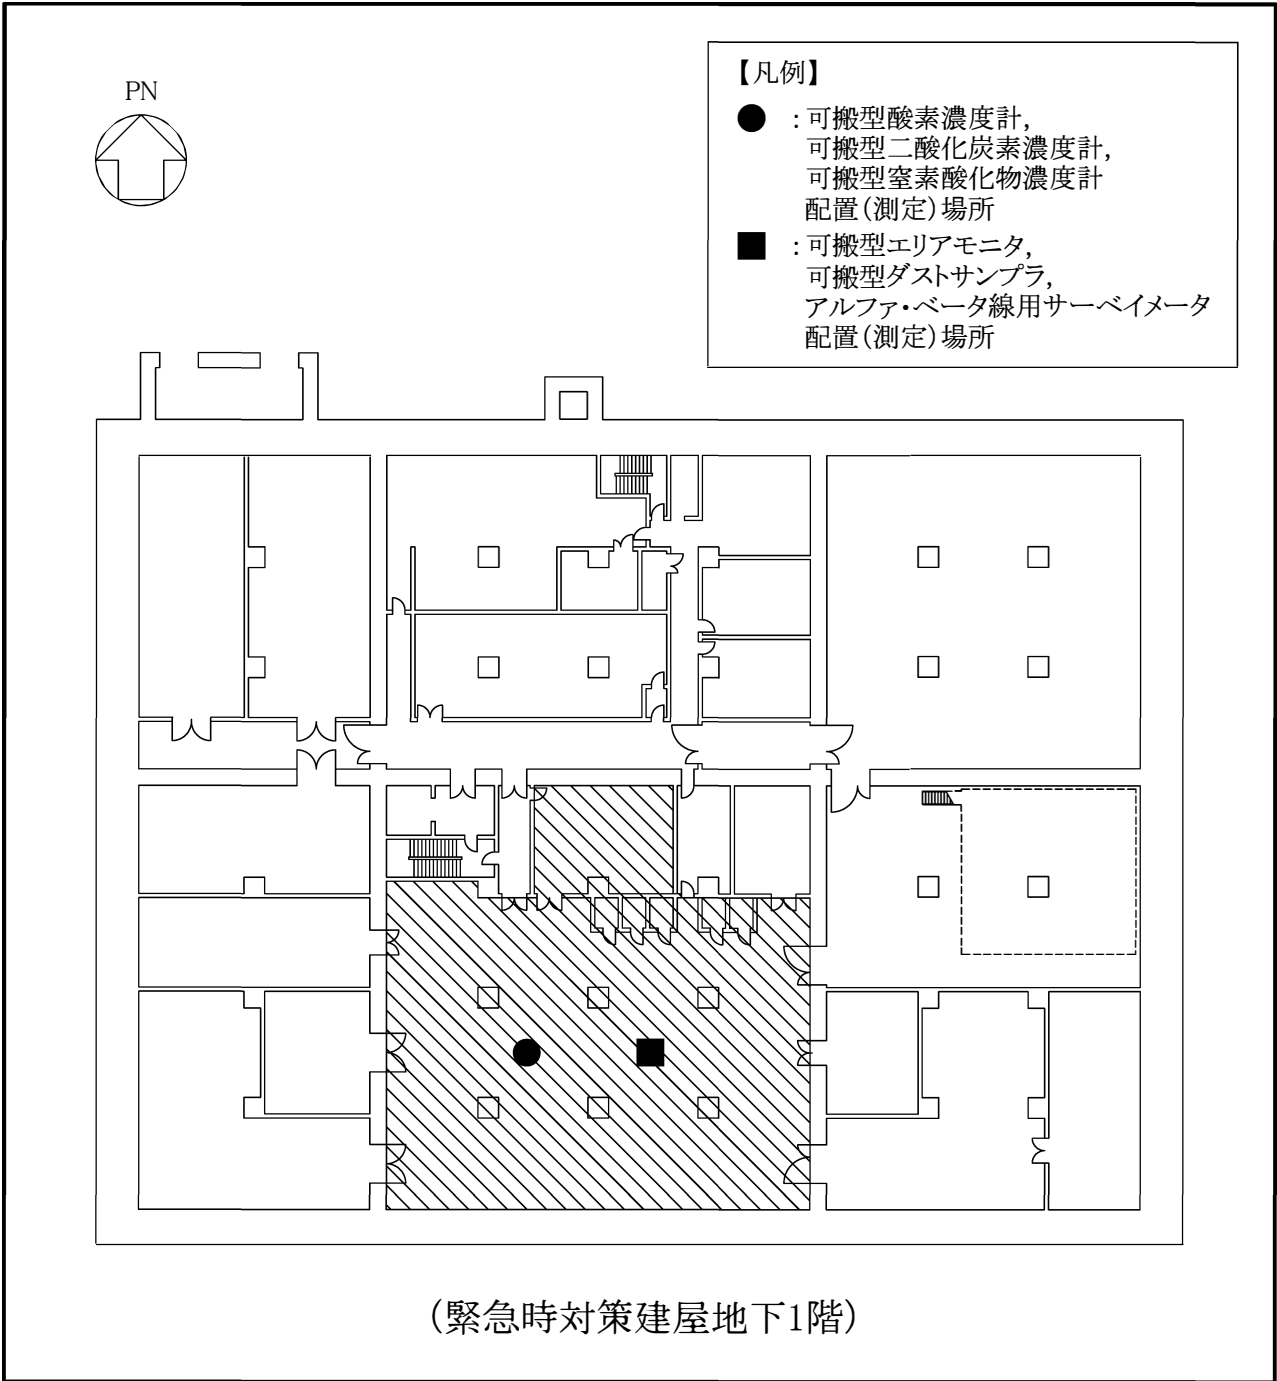 PN
【凡例】
● : 可搬型酸素濃度計,
可搬型二酸化炭素濃度計,
可搬型窒素酸化物濃度計
配置(測定)場所
■ : 可搬型エリアモニタ,
可搬型ダストサンプラ,
アルファ・ベータ線用サーベイメータ
配置(測定)場所
(緊急時対策建屋地下1階)